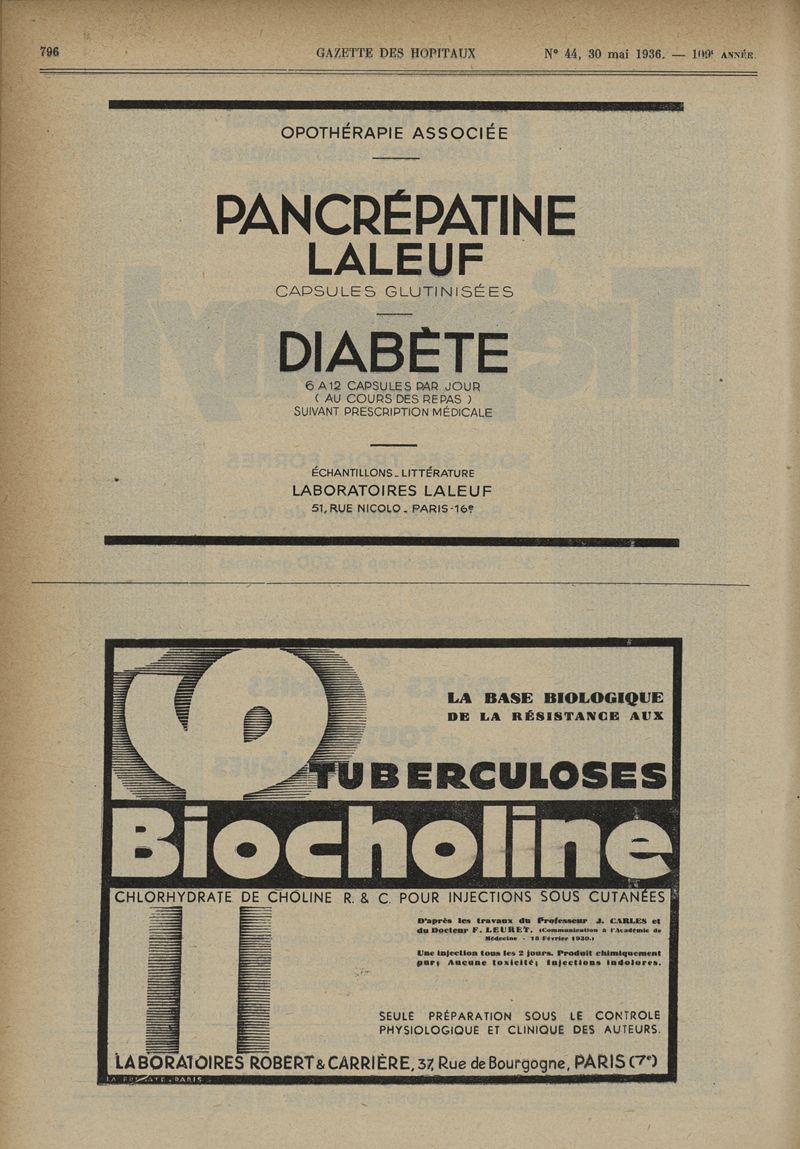 796
GAZETTE DES HOPITAUX
N° 44, 30 mai 1936. — 109e ANNÉE.
OPOTHÉRAPIE ASSOCIÉE
PANCRÉPATINE
LALEUF
CAPSULES GLUTINISÉES
DIABÈTE
6 A 12 CAPSULES PAR JOUR
( AU COURS DES REPAS )
SUIVANT PRESCRIPTION MÉDICALE
ÉCHANTILLONS _ LITTÉRATURE
LABORATOIRES LALEUF
51, RUE NICOLO _ PARIS-16e
LA BASE BIOLOGIQUE
DE LA RÉSISTANCE AUX
TUBERCULOSES
Biocholine
CHLORHYDRATE DE CHOLINE R. & C. POUR INJECTIONS SOUS CUTANÉES
D'après les travaux du Professeur J. CARLES et
du Docteur F. LEURET. (Communication à l'Académie de
Médecine - 18 Février 1930.)
Une injection tous les 2 jours. Produit chimiquement
pur; Aucune toxicité; Injections indolores.
SEULE PRÉPARATION SOUS LE CONTROLE
PHYSIOLOGIQUE ET CLINIQUE DES AUTEURS.
LABORATOIRES ROBERT & CARRIÈRE, 37, Rue de Bourgogne, PARIS (7e)